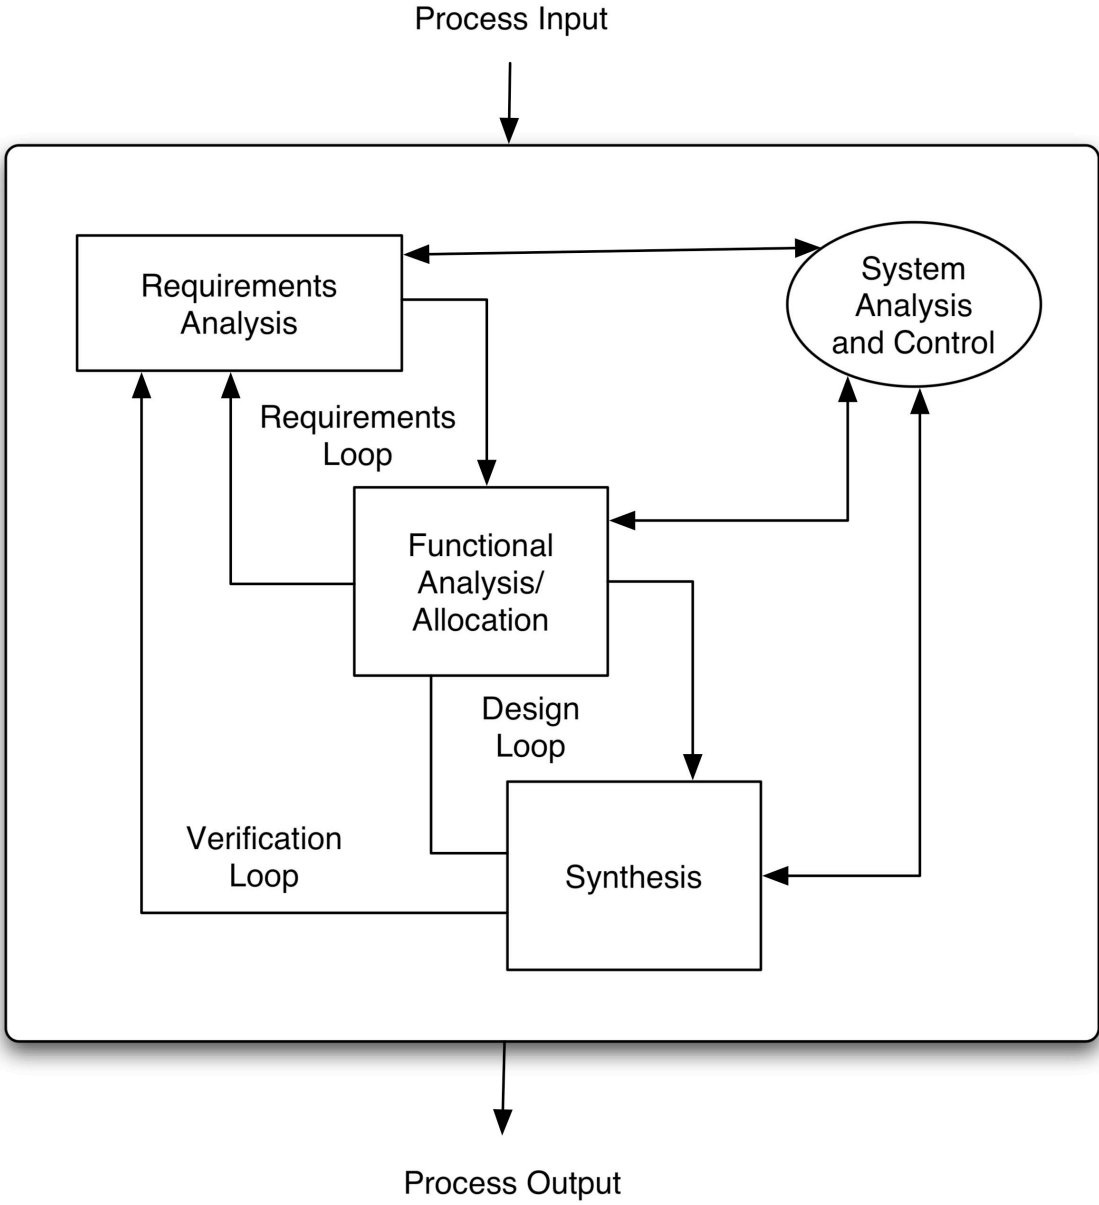 Process Input
Requirements
Analysis
System
Analysis
and Control
Requirements
Loop
Functional
Analysis/
Allocation
Design
Loop
Verification
Loop
Synthesis
Process Output